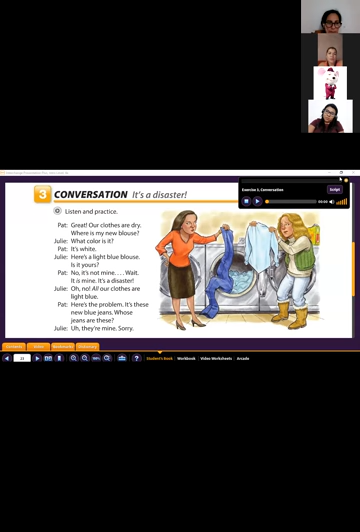 3 CONVERSATION It's a disaster!
Listen and practice.
Pat: Great! Our clothes are dry.
Where is my new blouse?
Julie: What color is it?
Pat: It's white.
Julie: Here's a light blue blouse.
Is it yours?
Pat: No, it's not mine. . . . Wait.
It is mine. It's a disaster!
Julie: Oh, no! All our clothes are
light blue.
Pat: Here's the problem. It's these
new blue jeans. Whose
jeans are these?
Julie: Uh, they're mine. Sorry.
Exercise 3, Conversation
Script
00:00
Contents
Bookmarks
Student's Book
Workbook
Video Worksheets
Arcade